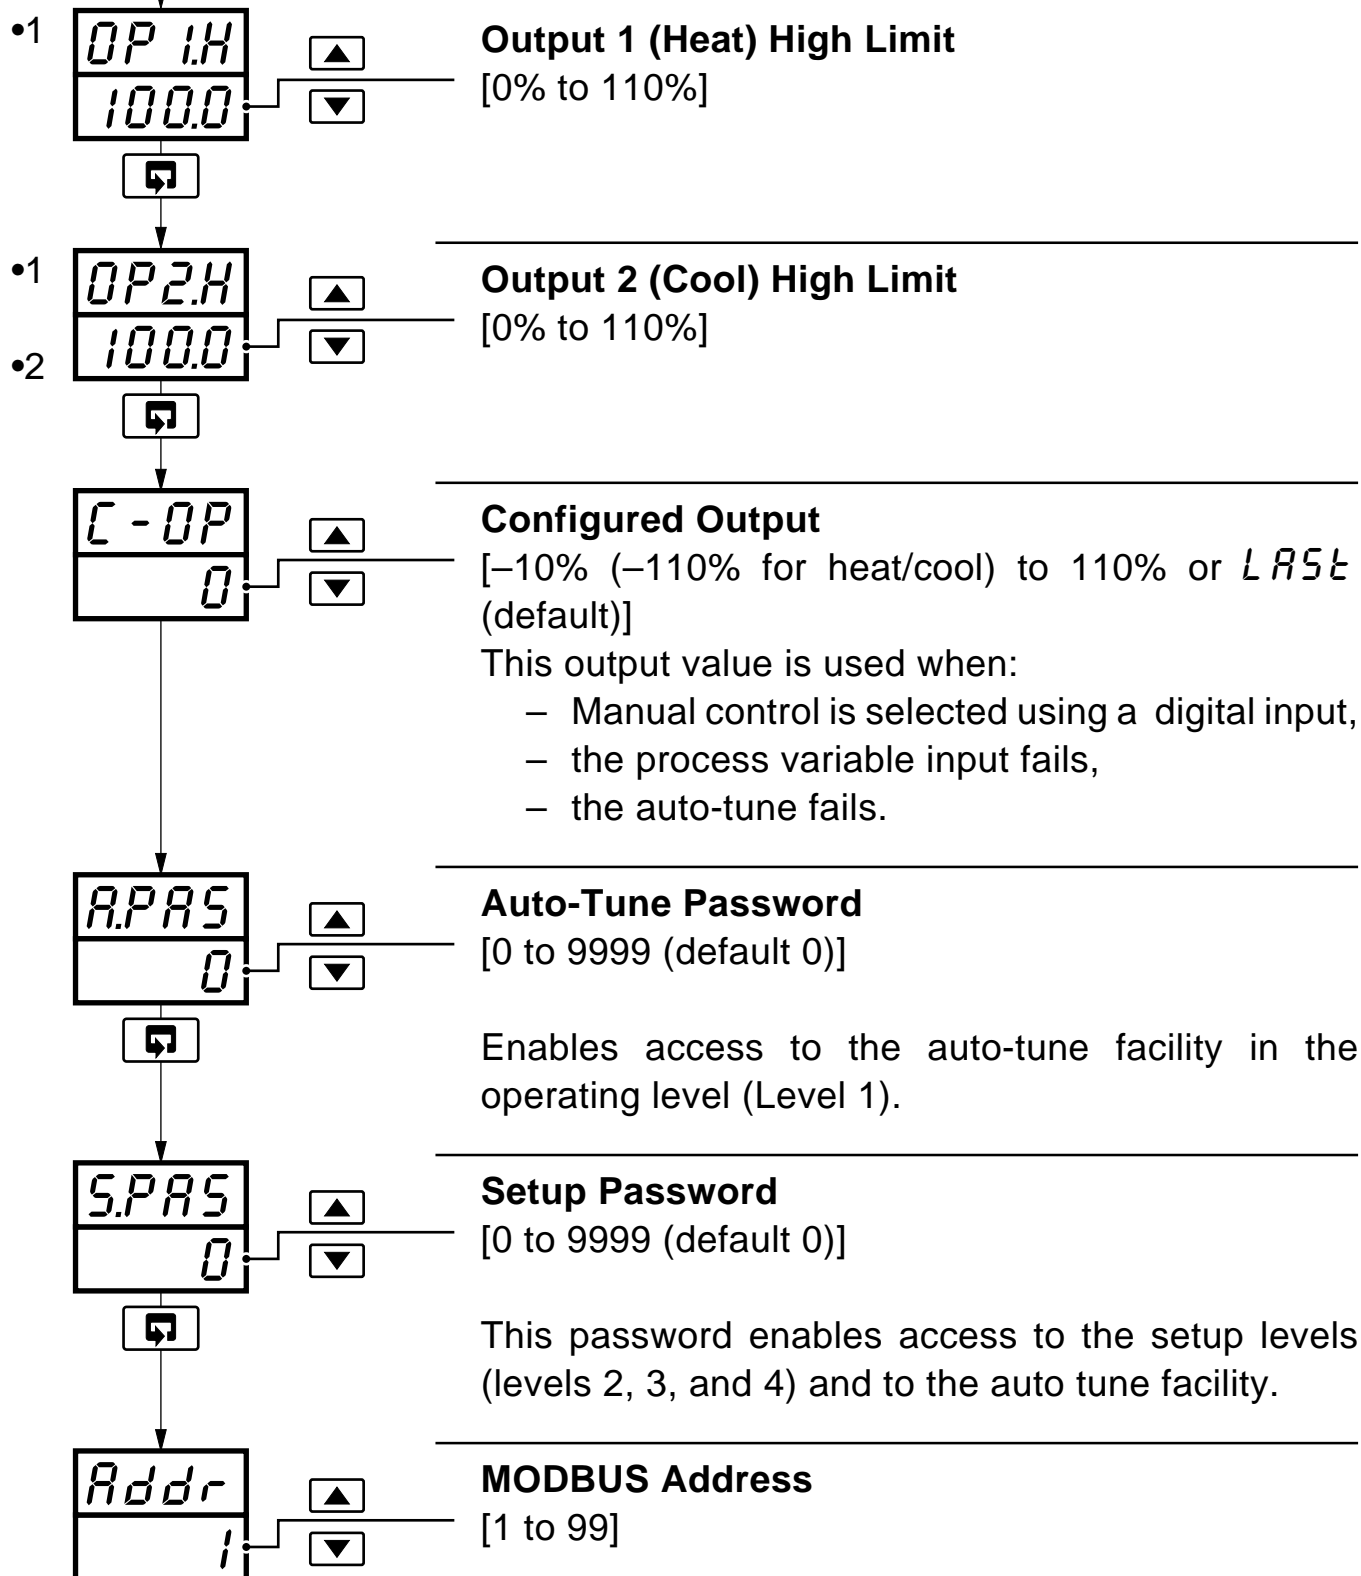 •1
OP1.H
Output 1 (Heat) High Limit
100.0
[0% to 110%]
•1
OP2.H
Output 2 (Cool) High Limit
100.0
[0% to 110%]
•2
C-OP
Configured Output
0
[–10% (–110% for heat/cool) to 110% or LASt
(default)]
This output value is used when:
– Manual control is selected using a digital input,
– the process variable input fails,
– the auto-tune fails.
A.PAS
Auto-Tune Password
0
[0 to 9999 (default 0)]
Enables access to the auto-tune facility in the
operating level (Level 1).
S.PAS
Setup Password
0
[0 to 9999 (default 0)]
This password enables access to the setup levels
(levels 2, 3, and 4) and to the auto tune facility.
Addr
MODBUS Address
1
[1 to 99]